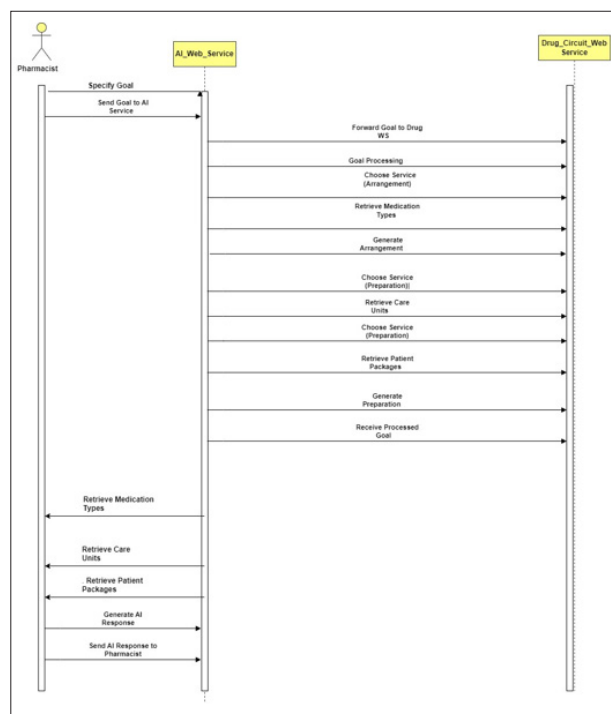 Pharmacist
AI_Web_Service
Drug_Circuit_Web
Service
Specify Goal
Send Goal to AI
Service
Forward Goal to Drug
WS
Goal Processing
Choose Service
(Arrangement)
Retrieve Medication
Types
Generate
Arrangement
Choose Service
(Preparation))
Retrieve Care
Units
Choose Service
(Preparation)
Retrieve Patient
Packages
Generate
Preparation
Receive Processed
Goal
Retrieve Medication
Types
Retrieve Care
Units
. Retrieve Patient
Packages
Generate AI
Response
Send AI Response to
Pharmacist